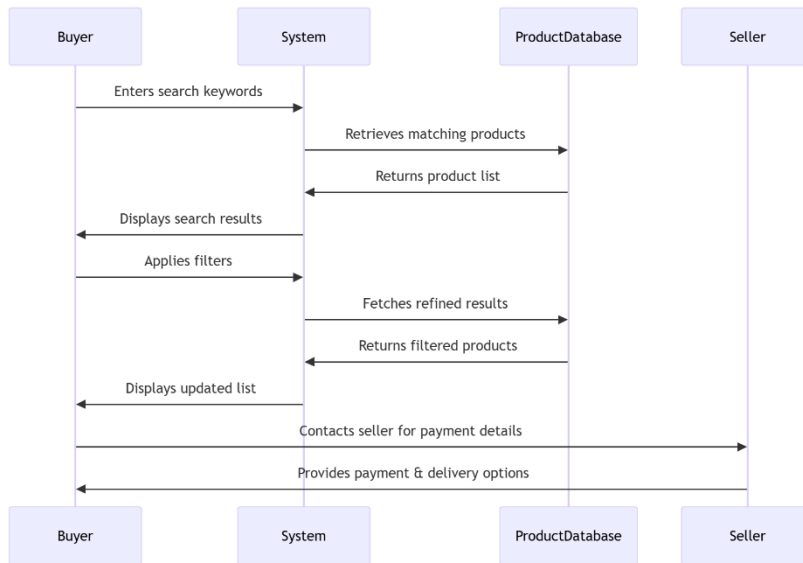 Buyer System ProductDatabase Seller
Enters search keywords
Retrieves matching products
Returns product list
Displays search results
Applies filters
Fetches refined results
Returns filtered products
Displays updated list
Contacts seller for payment details
Provides payment & delivery options
Buyer System ProductDatabase Seller